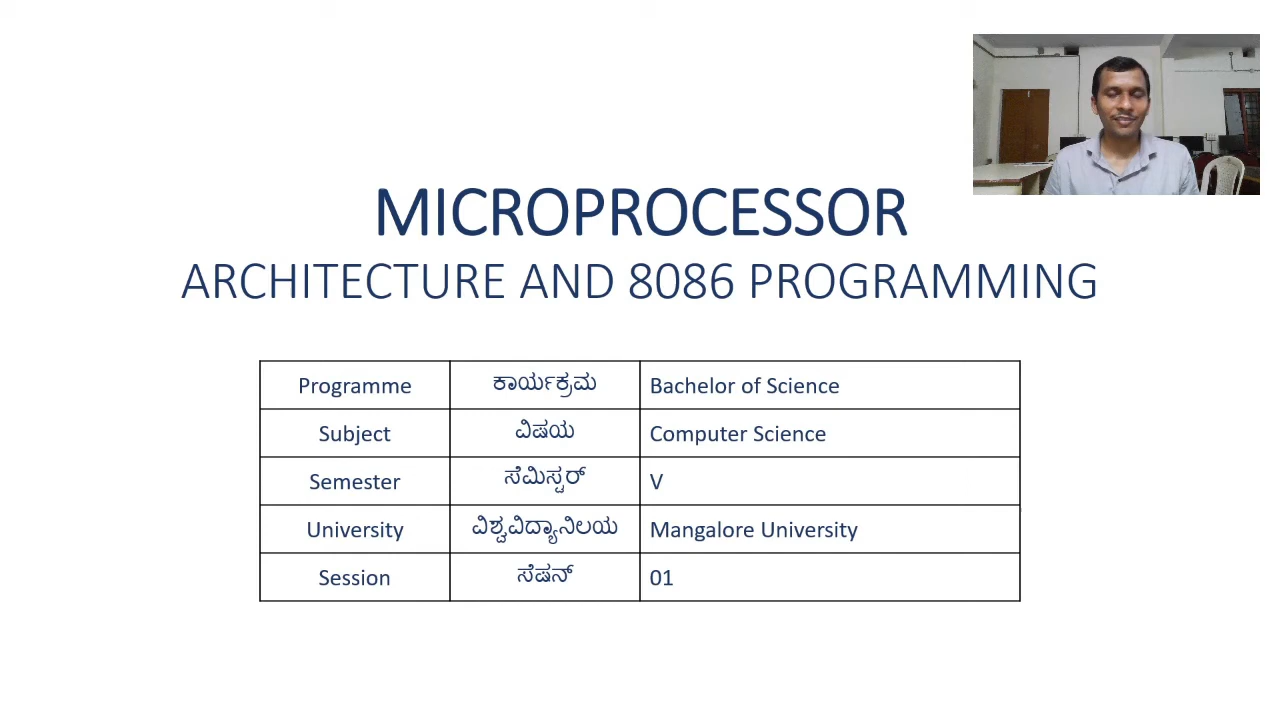 MICROPROCESSOR
ARCHITECTURE AND 8086 PROGRAMMING
Programme ಕಾರ್ಯಕ್ರಮ Bachelor of Science
Subject ವಿಷಯ Computer Science
Semester ಸೆಮಿಸ್ಟರ್ V
University ವಿಶ್ವವಿದ್ಯಾನಿಲಯ Mangalore University
Session ಸೆಷನ್ 01